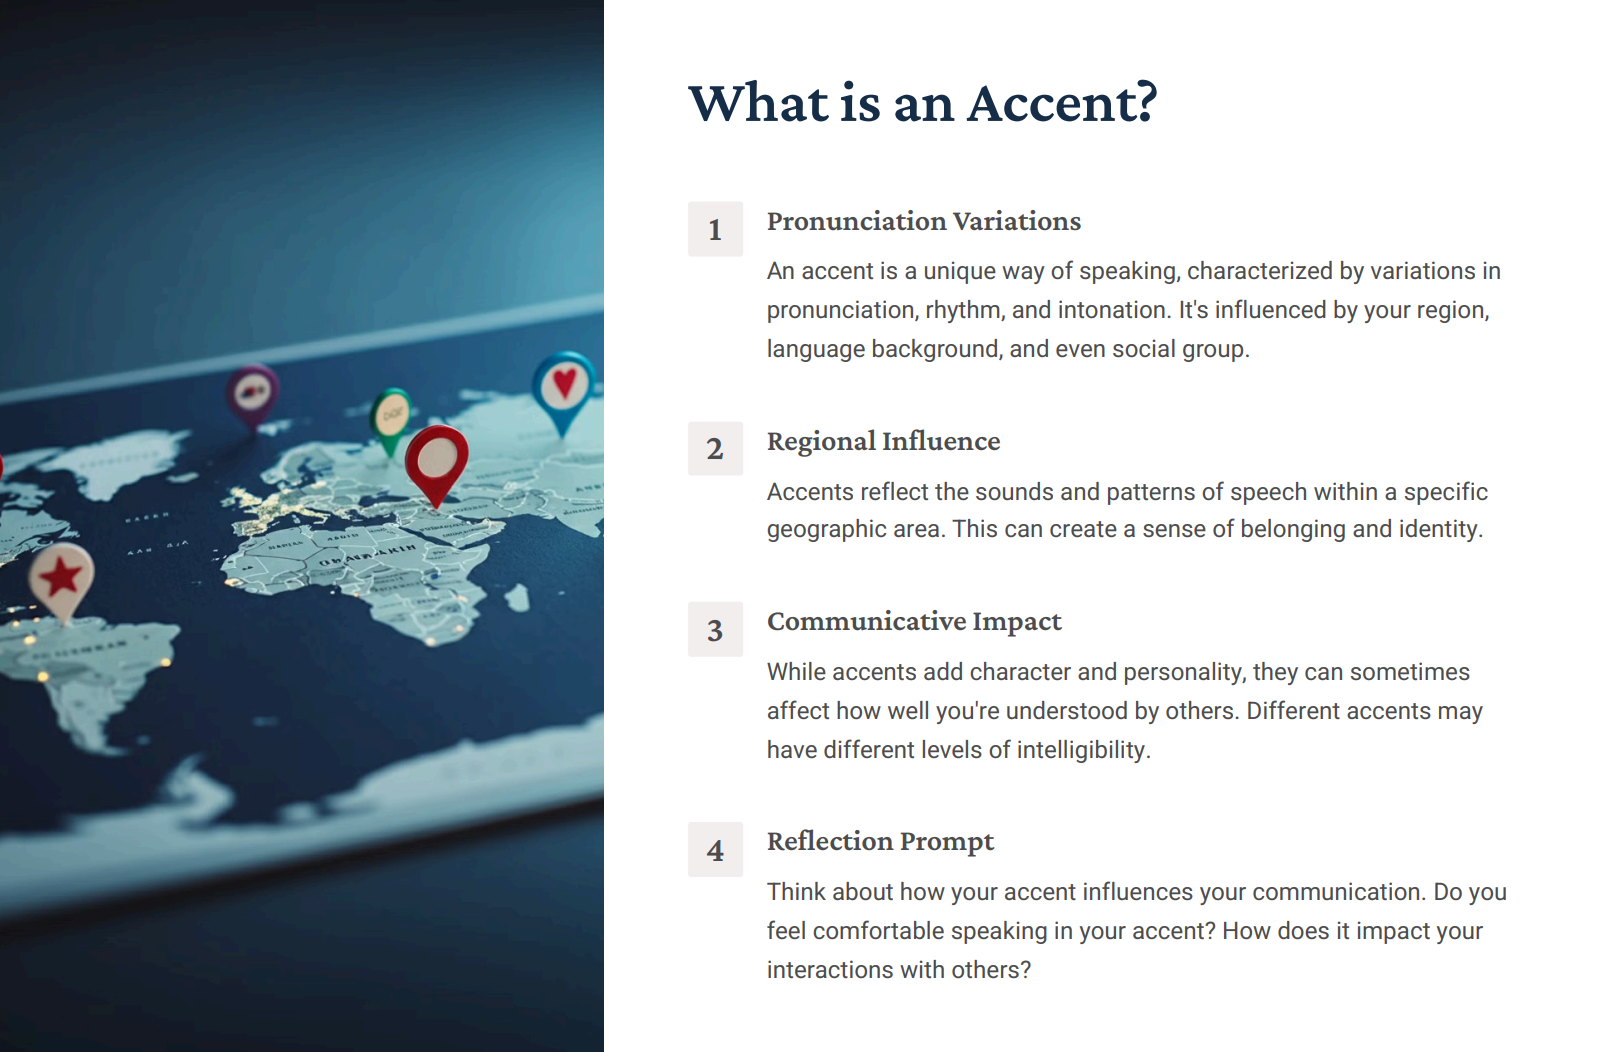 What is an Accent?
1
Pronunciation Variations
An accent is a unique way of speaking, characterized by variations in
pronunciation, rhythm, and intonation. It's influenced by your region,
language background, and even social group.
2
Regional Influence
Accents reflect the sounds and patterns of speech within a specific
geographic area. This can create a sense of belonging and identity.
3
Communicative Impact
While accents add character and personality, they can sometimes
affect how well you're understood by others. Different accents may
have different levels of intelligibility.
4
Reflection Prompt
Think about how your accent influences your communication. Do you
feel comfortable speaking in your accent? How does it impact your
interactions with others?